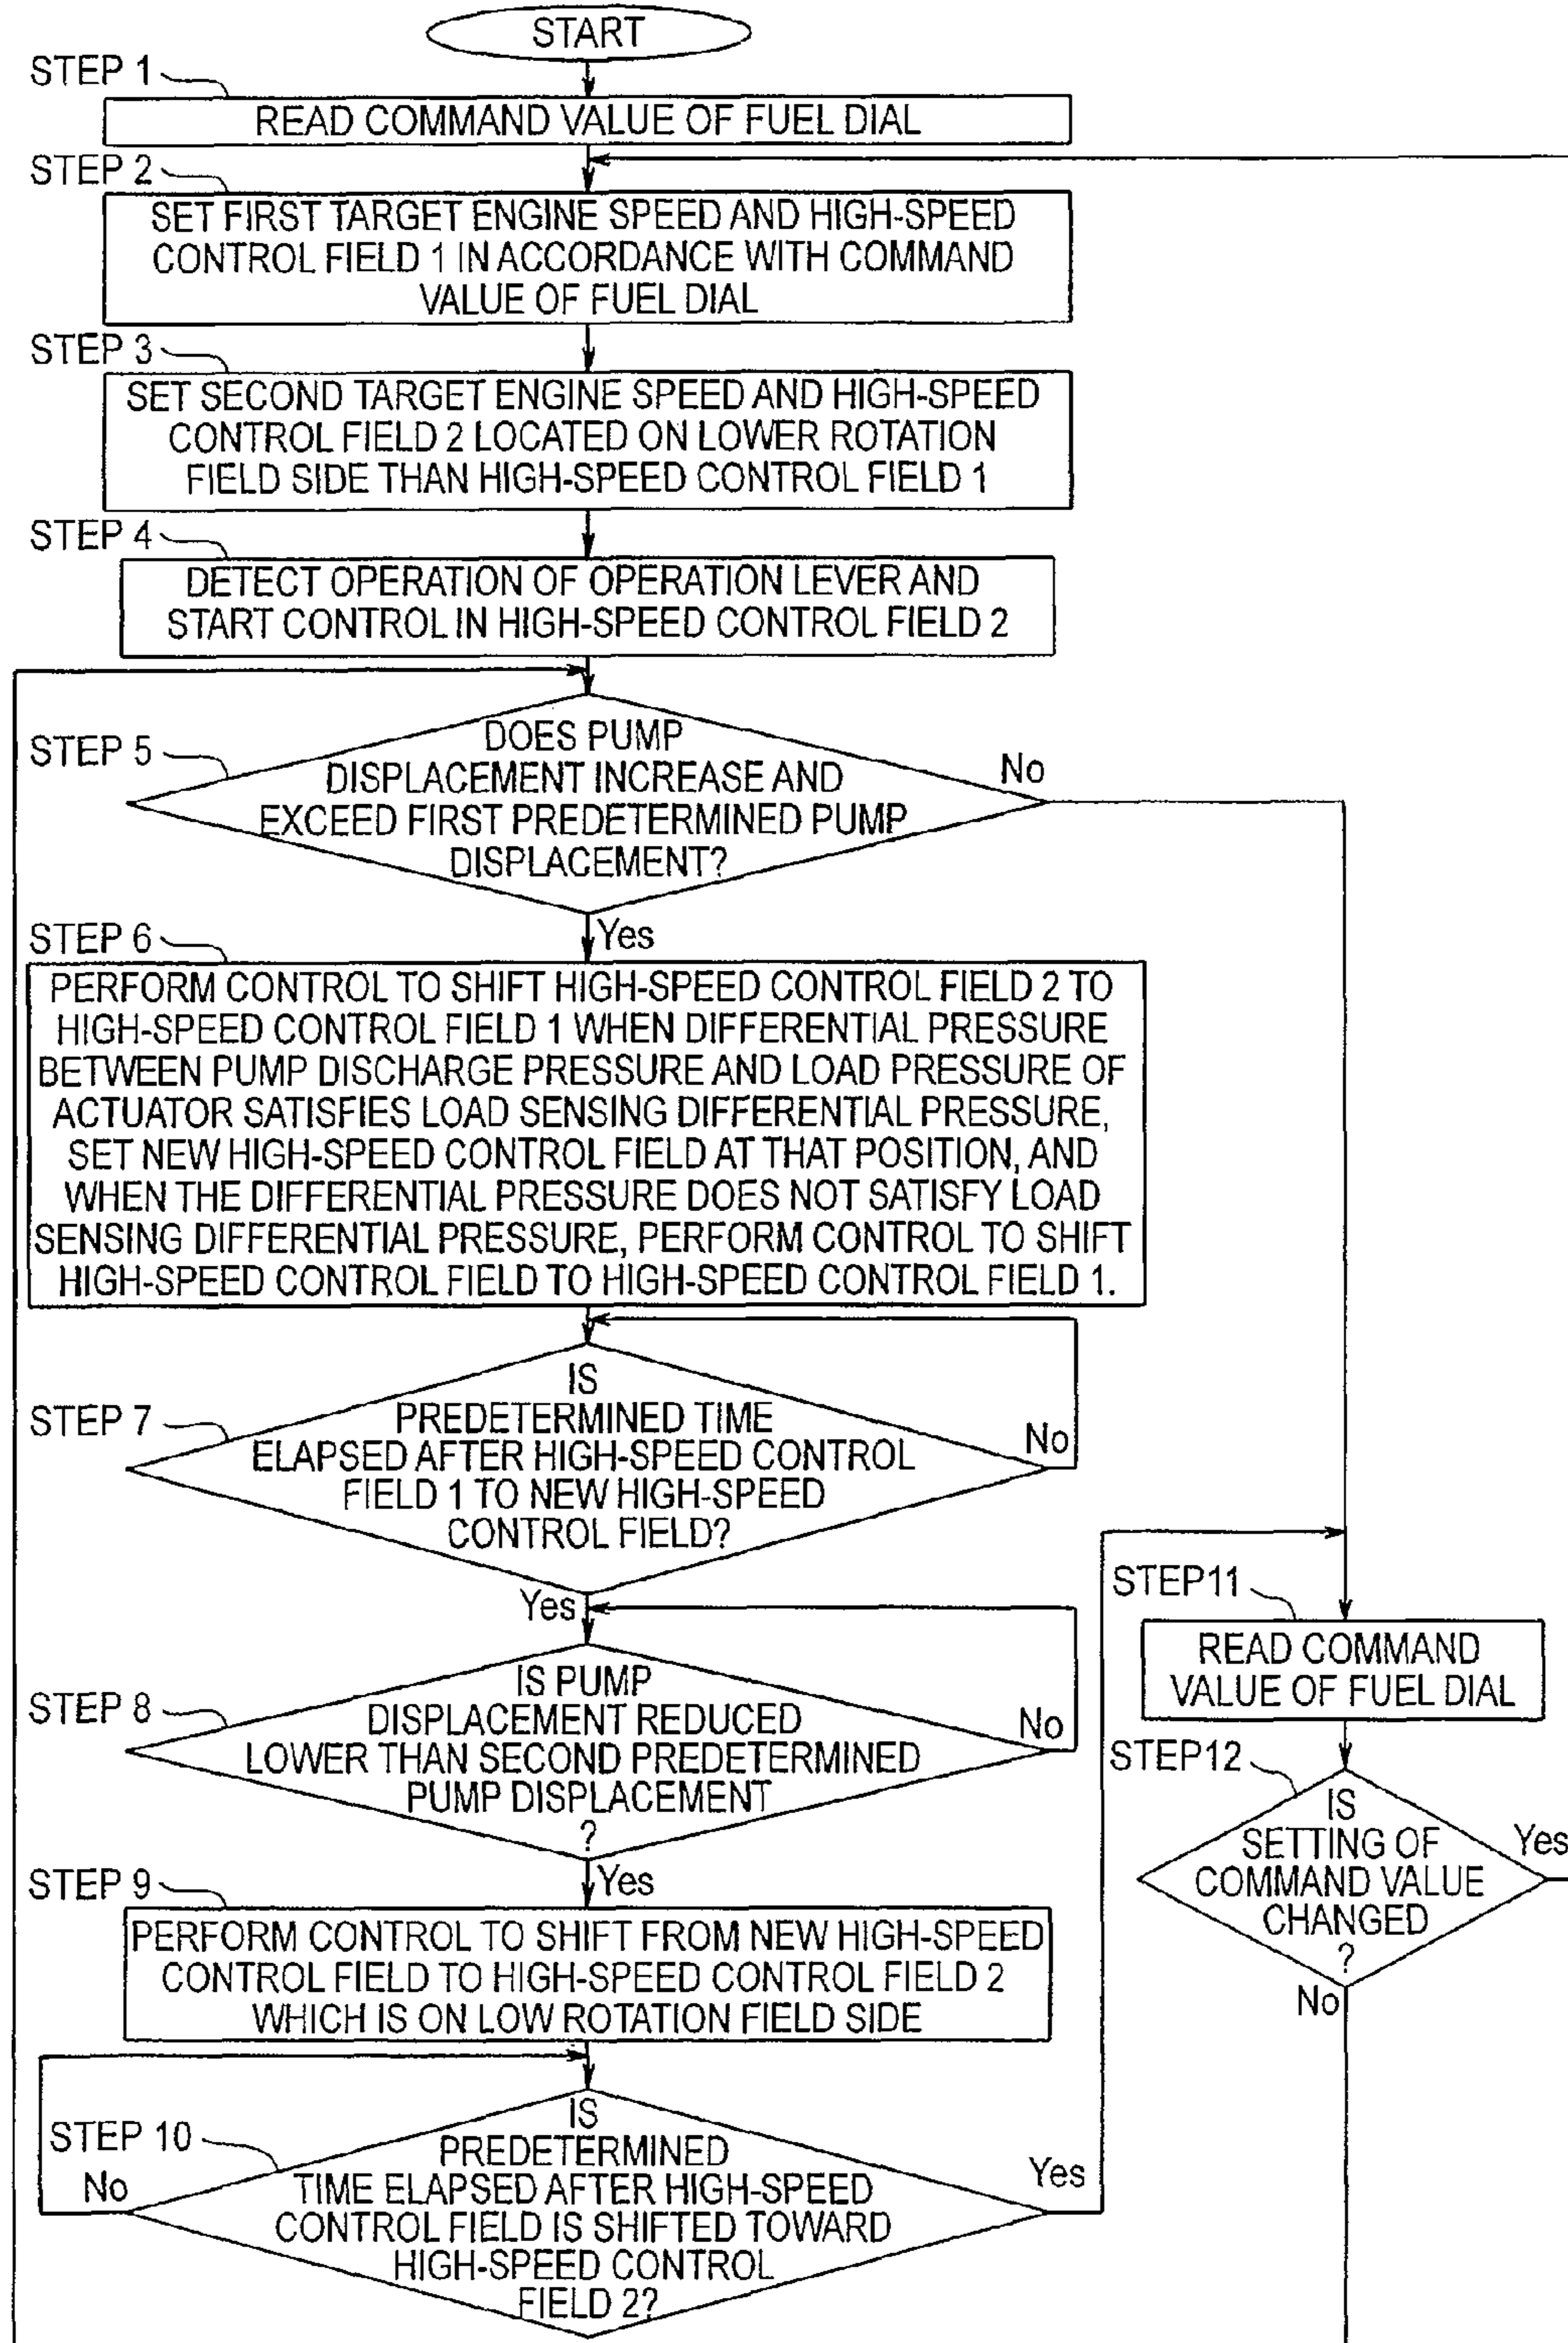 START
STEP 1
READ COMMAND VALUE OF FUEL DIAL
STEP 2
SET FIRST TARGET ENGINE SPEED AND HIGH-SPEED
CONTROL FIELD 1 IN ACCORDANCE WITH COMMAND
VALUE OF FUEL DIAL
STEP 3
SET SECOND TARGET ENGINE SPEED AND HIGH-SPEED
CONTROL FIELD 2 LOCATED ON LOWER ROTATION
FIELD SIDE THAN HIGH-SPEED CONTROL FIELD 1
STEP 4
DETECT OPERATION OF OPERATION LEVER AND
START CONTROL IN HIGH-SPEED CONTROL FIELD 2
STEP 5
DOES PUMP
DISPLACEMENT INCREASE AND
EXCEED FIRST PREDETERMINED PUMP
DISPLACEMENT?
No
Yes
STEP 6
PERFORM CONTROL TO SHIFT HIGH-SPEED CONTROL FIELD 2 TO
HIGH-SPEED CONTROL FIELD 1 WHEN DIFFERENTIAL PRESSURE
BETWEEN PUMP DISCHARGE PRESSURE AND LOAD PRESSURE OF
ACTUATOR SATISFIES LOAD SENSING DIFFERENTIAL PRESSURE,
SET NEW HIGH-SPEED CONTROL FIELD AT THAT POSITION, AND
WHEN THE DIFFERENTIAL PRESSURE DOES NOT SATISFY LOAD
SENSING DIFFERENTIAL PRESSURE, PERFORM CONTROL TO SHIFT
HIGH-SPEED CONTROL FIELD TO HIGH-SPEED CONTROL FIELD 1.
STEP 7
IS
PREDETERMINED TIME
ELAPSED AFTER HIGH-SPEED CONTROL
FIELD 1 TO NEW HIGH-SPEED
CONTROL FIELD?
No
Yes
STEP 8
IS PUMP
DISPLACEMENT REDUCED
LOWER THAN SECOND PREDETERMINED
PUMP DISPLACEMENT
?
No
Yes
STEP 9
PERFORM CONTROL TO SHIFT FROM NEW HIGH-SPEED
CONTROL FIELD TO HIGH-SPEED CONTROL FIELD 2
WHICH IS ON LOW ROTATION FIELD SIDE
STEP 10
IS
PREDETERMINED
TIME ELAPSED AFTER HIGH-SPEED
CONTROL FIELD IS SHIFTED TOWARD
HIGH-SPEED CONTROL
FIELD 2?
No
Yes
STEP11
READ COMMAND
VALUE OF FUEL DIAL
STEP12
IS
SETTING OF
COMMAND VALUE
CHANGED
?
Yes
No